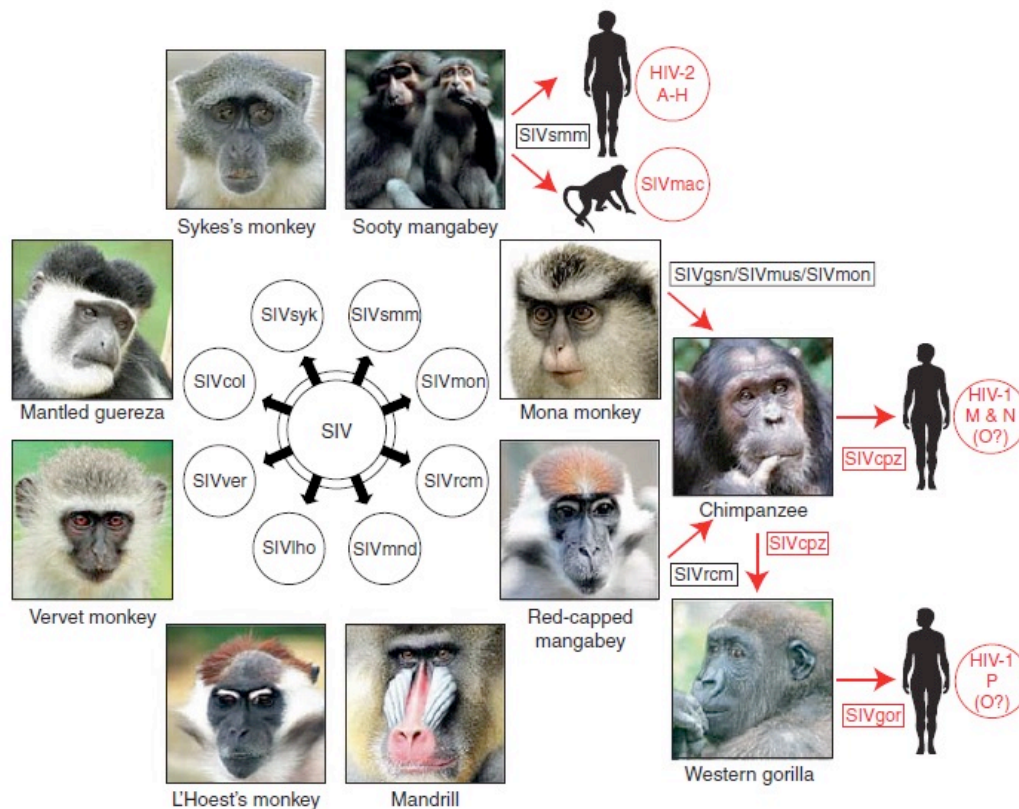 HIV-2
A-H
SIVsmm
SIVmac
Sykes's monkey
Sooty mangabey
SIVgsn/SIVmus/SIVmon
SIVsyk
SIVsmm
SIVcol
SIVmon
Mantled guereza
Mona monkey
SIV
HIV-1
M & N
(O?)
SIVcpz
SIVver
SIVrcm
Chimpanzee
SIVlho
SIVmnd
SIVcpz
SIVrcm
Vervet monkey
Red-capped
mangabey
HIV-1
P
(O?)
SIVgor
L'Hoest's monkey
Mandrill
Western gorilla